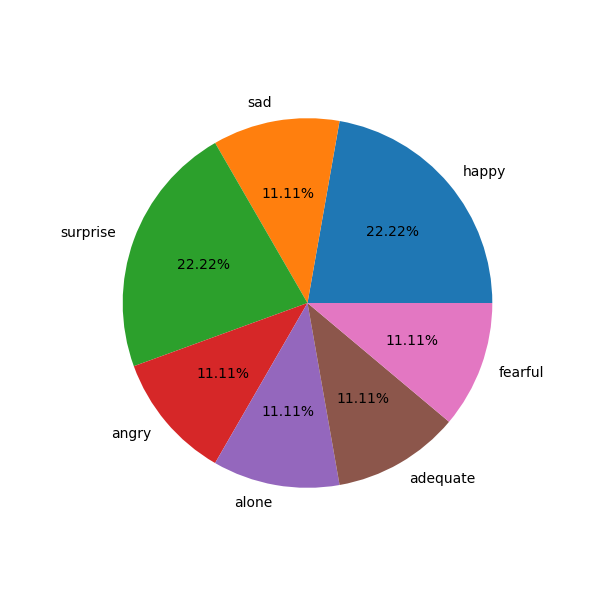 sad
happy
11.11%
surprise
22.22%
22.22%
11.11%
fearful
11.11%
angry
11.11%
11.11%
adequate
alone